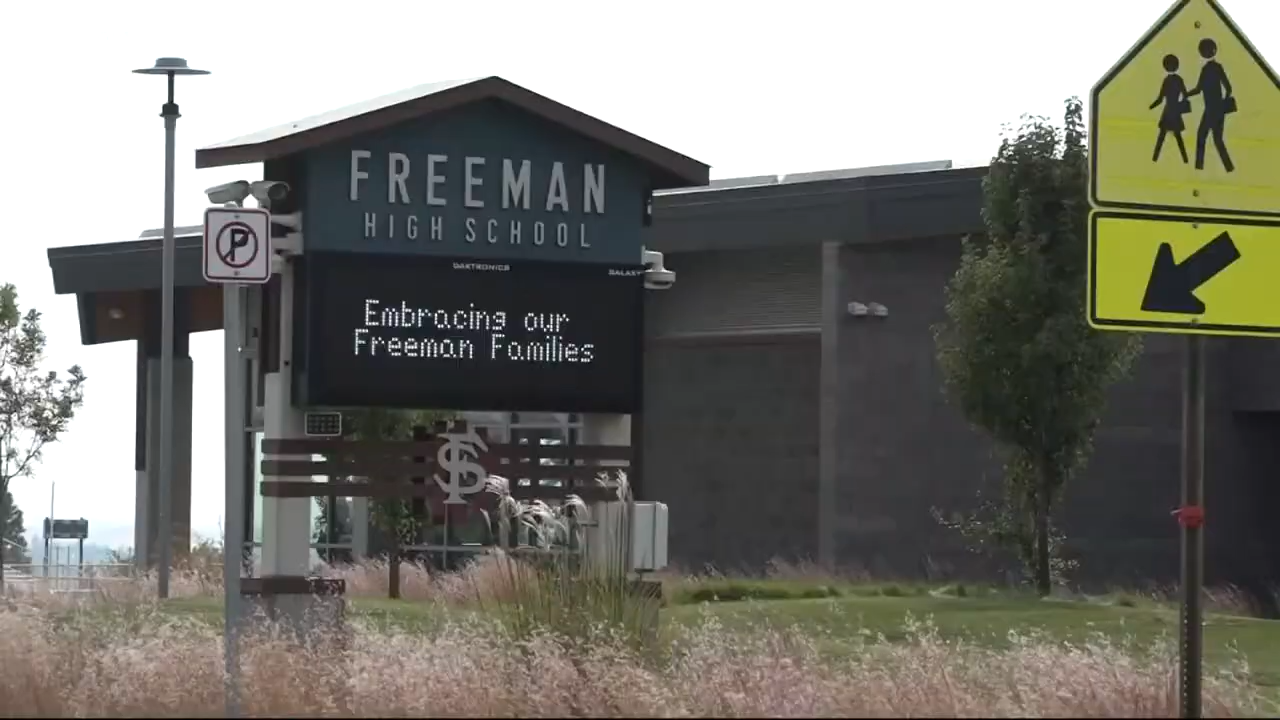 FREEMAN
HIGH SCHOOL
DAKTRONICS
GALAXY
Embracing our
Freeman Families
P
FS